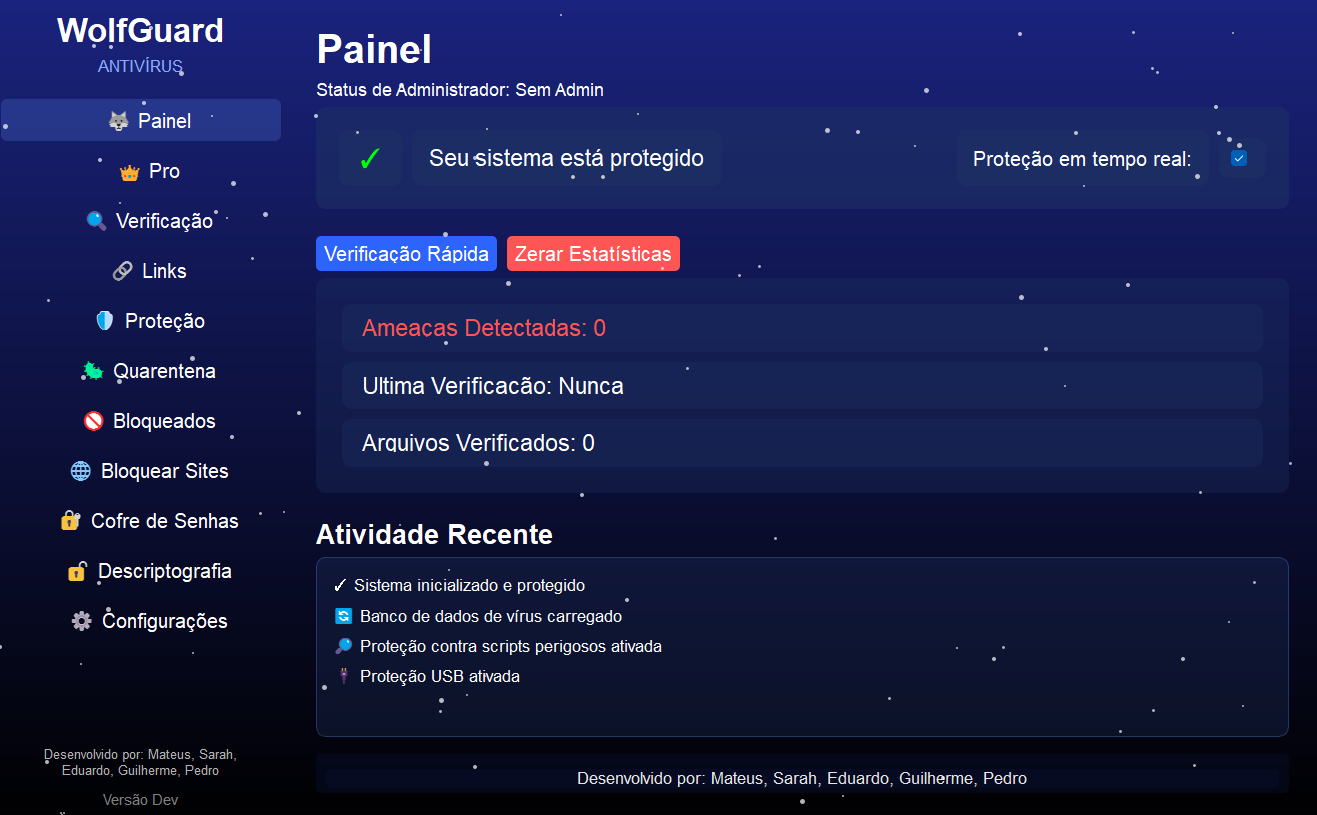 WolfGuard
ANTIVÍRUS
Painel
Pro
Verificação
Links
Proteção
Quarentena
Bloqueados
Bloquear Sites
Cofre de Senhas
Descriptografia
Configurações
Desenvolvido por: Mateus, Sarah,
Eduardo, Guilherme, Pedro
Versão Dev
Painel
Status de Administrador: Sem Admin
✓ Seu sistema está protegido
Proteção em tempo real:
Verificação Rápida
Zerar Estatísticas
Ameaças Detectadas: 0
Ultima Verificacão: Nunca
Arquivos Verificados: 0
Atividade Recente
✓ Sistema inicializado e protegido
Banco de dados de vírus carregado
Proteção contra scripts perigosos ativada
Proteção USB ativada
Desenvolvido por: Mateus, Sarah, Eduardo, Guilherme, Pedro